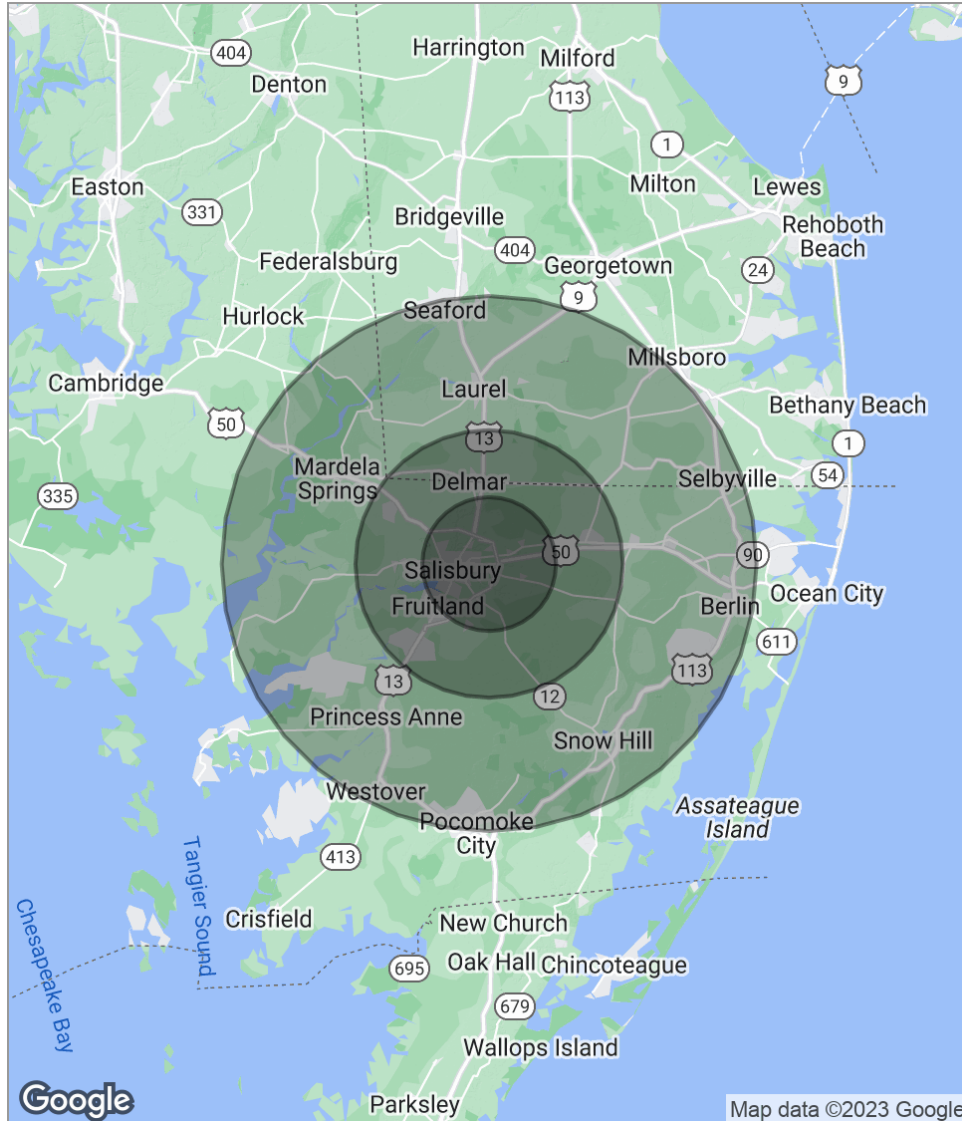 404
Harrington
Milford
Denton
9
113
1
Easton
331
Milton
Lewes
Bridgeville
Rehoboth
Beach
404
Federalsburg
Georgetown
24
9
Seaford
Hurlock
Millsboro
Cambridge
Laurel
50
Bethany Beach
13
1
Mardela
Springs
Delmar
Selbyville
54
335
50
90
Salisbury
Fruitland
Berlin
Ocean City
611
13
113
12
Princess Anne
Snow Hill
Westover
Assateague
Island
Pocomoke
City
413
Tangier Sound
Chesapeake Bay
Crisfield
New Church
695
Oak Hall
Chincoteague
679
Wallops Island
Parksley
Google
Map data ©2023 Google